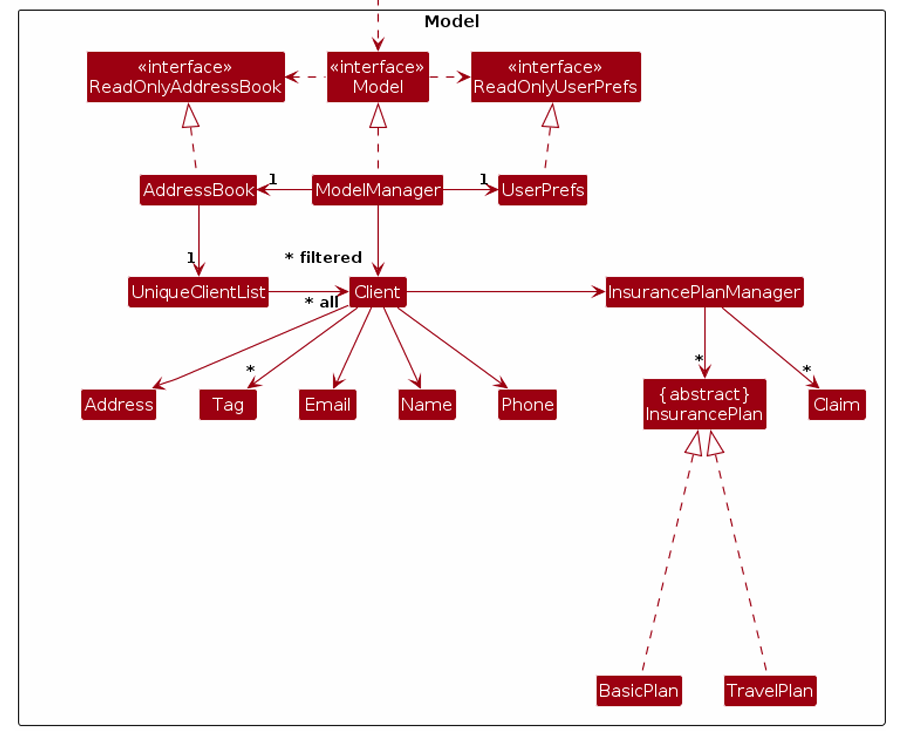 Model
«interface»
ReadOnlyAddressBook
«interface»
Model
«interface»
ReadOnlyUserPrefs
AddressBook
1
ModelManager
1
UserPrefs
1
* filtered
UniqueClientList
* all
Client
InsurancePlanManager
*
*
*
Address
Tag
Email
Name
Phone
{abstract}
InsurancePlan
Claim
BasicPlan
TravelPlan